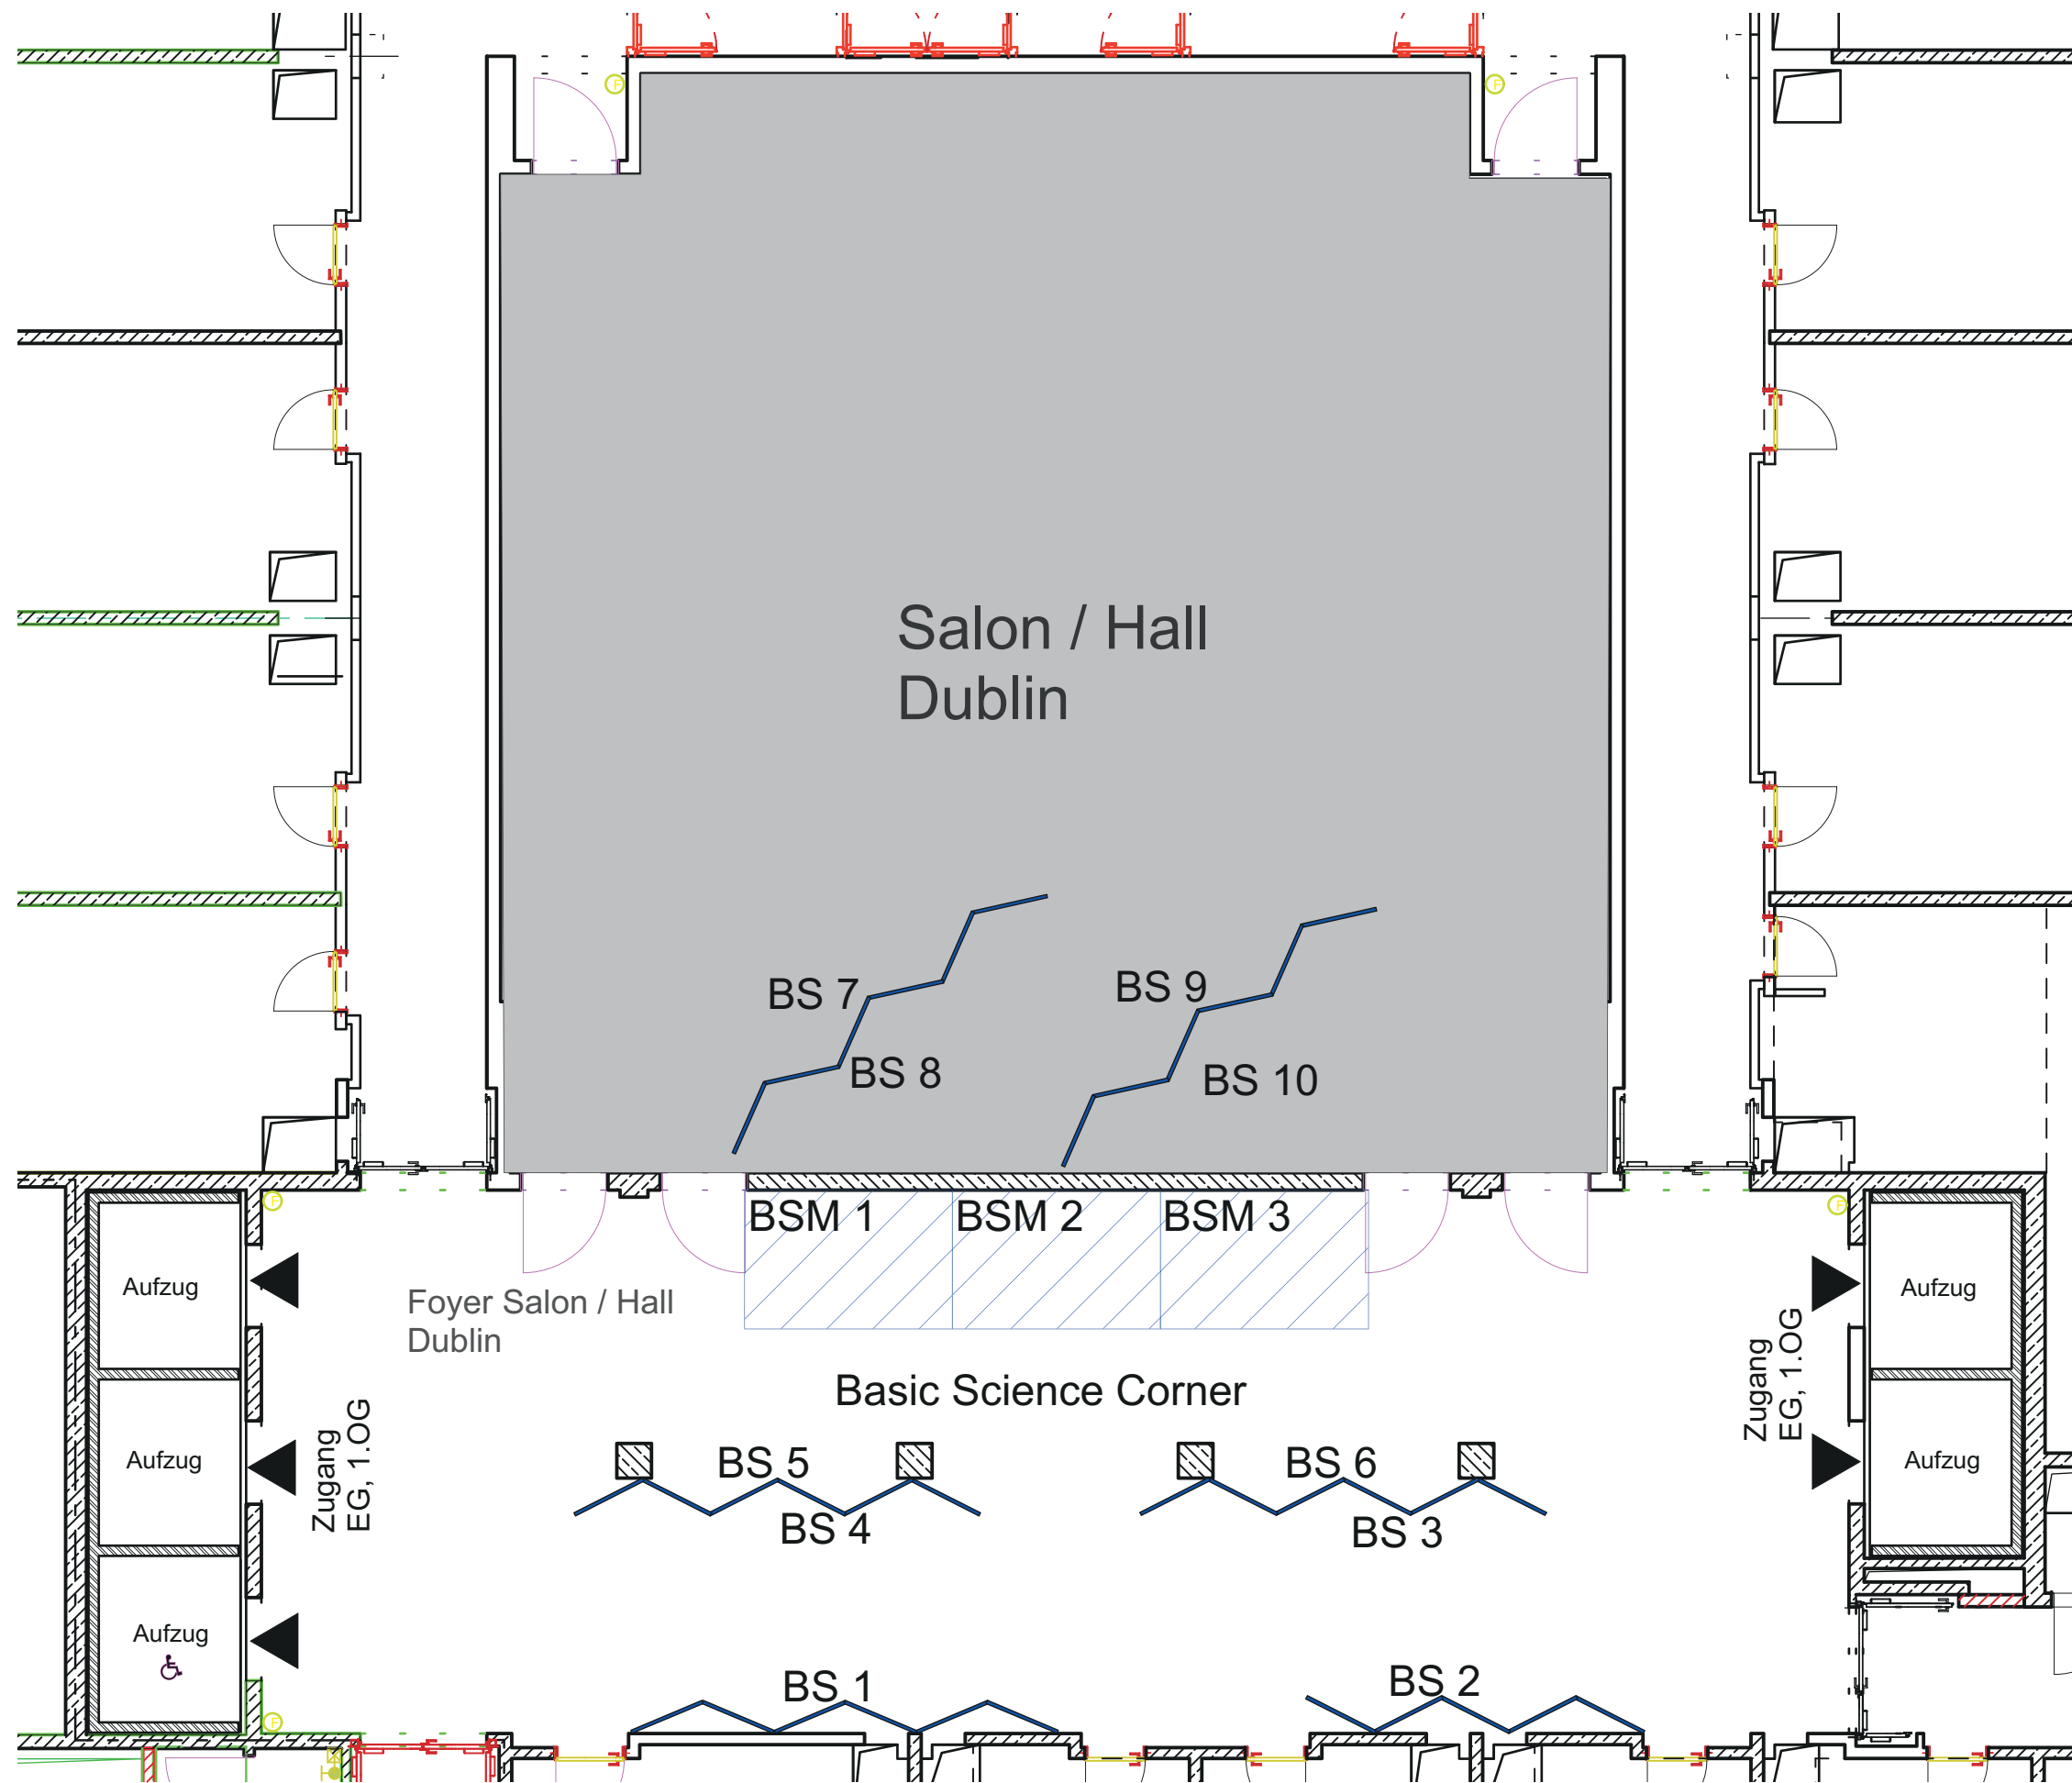 F
F
Salon / Hall
Dublin
BS 7
BS 9
BS 8
BS 10
F
F
BSM 1
BSM 2
BSM 3
Aufzug
Aufzug
Foyer Salon / Hall
Dublin
Zugang
EG, 1.OG
Basic Science Corner
Zugang
EG, 1.OG
Aufzug
Aufzug
BS 5
BS 6
BS 4
BS 3
Aufzug
BS 1
BS 2
F